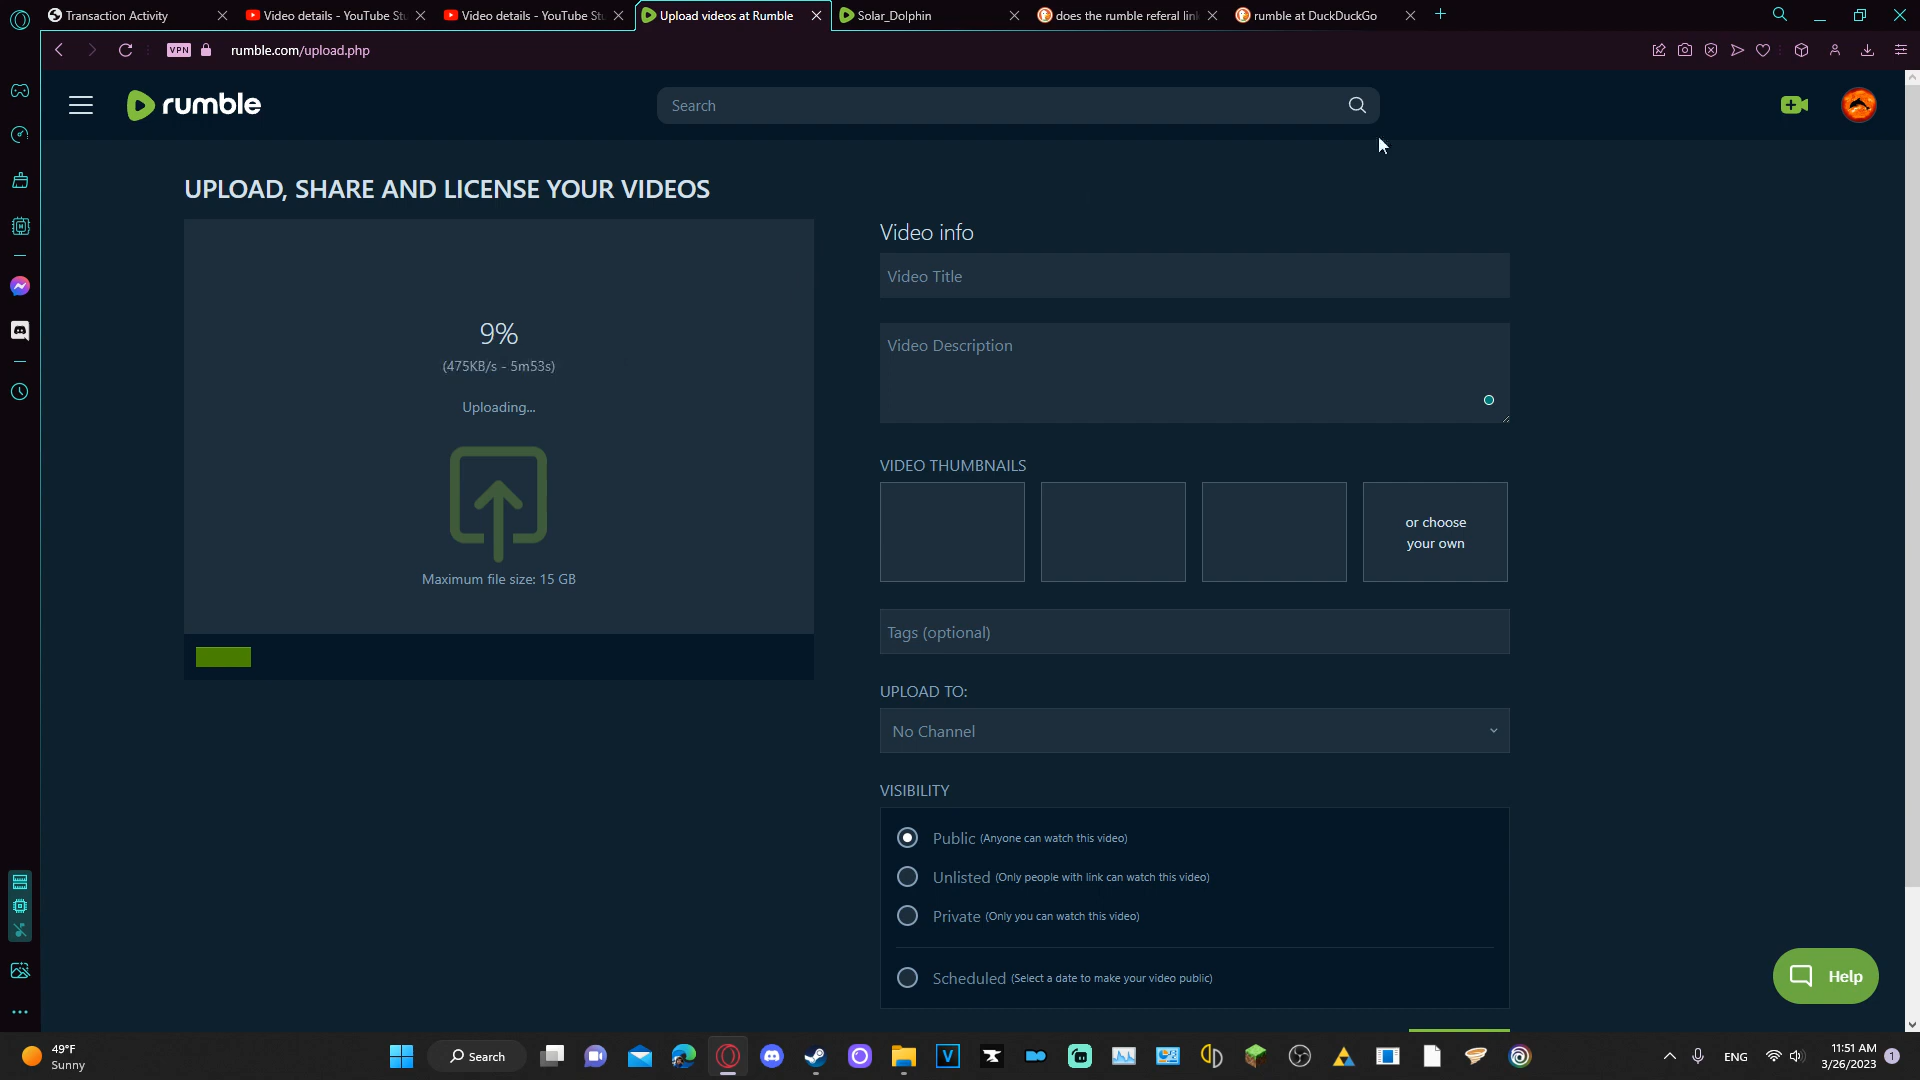 Transaction Activity
Video details - YouTube Stu
Video details - YouTube Stu
Upload videos at Rumble
Solar_Dolphin
does the rumble referal link
rumble at DuckDuckGo
VPN
rumble.com/upload.php
rumble
Search
UPLOAD, SHARE AND LICENSE YOUR VIDEOS
9%
(475KB/s - 5m53s)
Uploading...
Maximum file size: 15 GB
Video info
Video Title
Video Description
VIDEO THUMBNAILS
or choose
your own
Tags (optional)
UPLOAD TO:
No Channel
VISIBILITY
Public (Anyone can watch this video)
Unlisted (Only people with link can watch this video)
Private (Only you can watch this video)
Scheduled (Select a date to make your video public)
Help
49°F
Sunny
Search
ENG
11:51 AM
3/26/2023
1